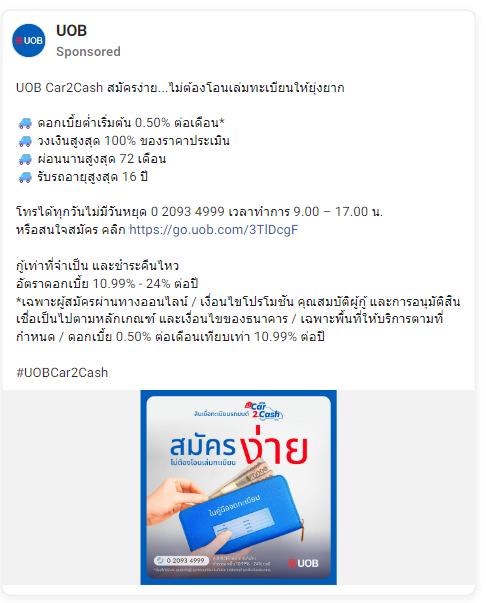 UOB
Sponsored
UOB Car2Cash สมัครง่าย...ไม่ต้องโอนเล่มทะเบียนให้ยุ่งยาก
🚙 ดอกเบี้ยต่ำเริ่มต้น 0.50% ต่อเดือน*
🚙 วงเงินสูงสุด 100% ของราคาประเมิน
🚙 ผ่อนนานสูงสุด 72 เดือน
🚙 รับรถอายุสูงสุด 16 ปี
โทรได้ทุกวันไม่มีวันหยุด 0 2093 4999 เวลาทำการ 9.00 – 17.00 น.
หรือสนใจสมัคร คลิก https://go.uob.com/3TlDcgF
กู้เท่าที่จำเป็น และชำระคืนไหว
อัตราดอกเบี้ย 10.99% - 24% ต่อปี
*เฉพาะผู้สมัครผ่านทางออนไลน์ / เงื่อนไขโปรโมชัน คุณสมบัติผู้กู้ และการอนุมัติสิน
เชื่อเป็นไปตามหลักเกณฑ์ และเงื่อนไขของธนาคาร / เฉพาะพื้นที่ให้บริการตามที่
กำหนด / ดอกเบี้ย 0.50% ต่อเดือนเทียบเท่า 10.99% ต่อปี
#UOBCar2Cash
Car
2Cash
สินเชื่อทะเบียนรถยนต์
สมัครง่าย
ไม่ต้องโอนเล่มทะเบียน
ใบคู่มือจดทะเบียน
0 2093 4999
UOB